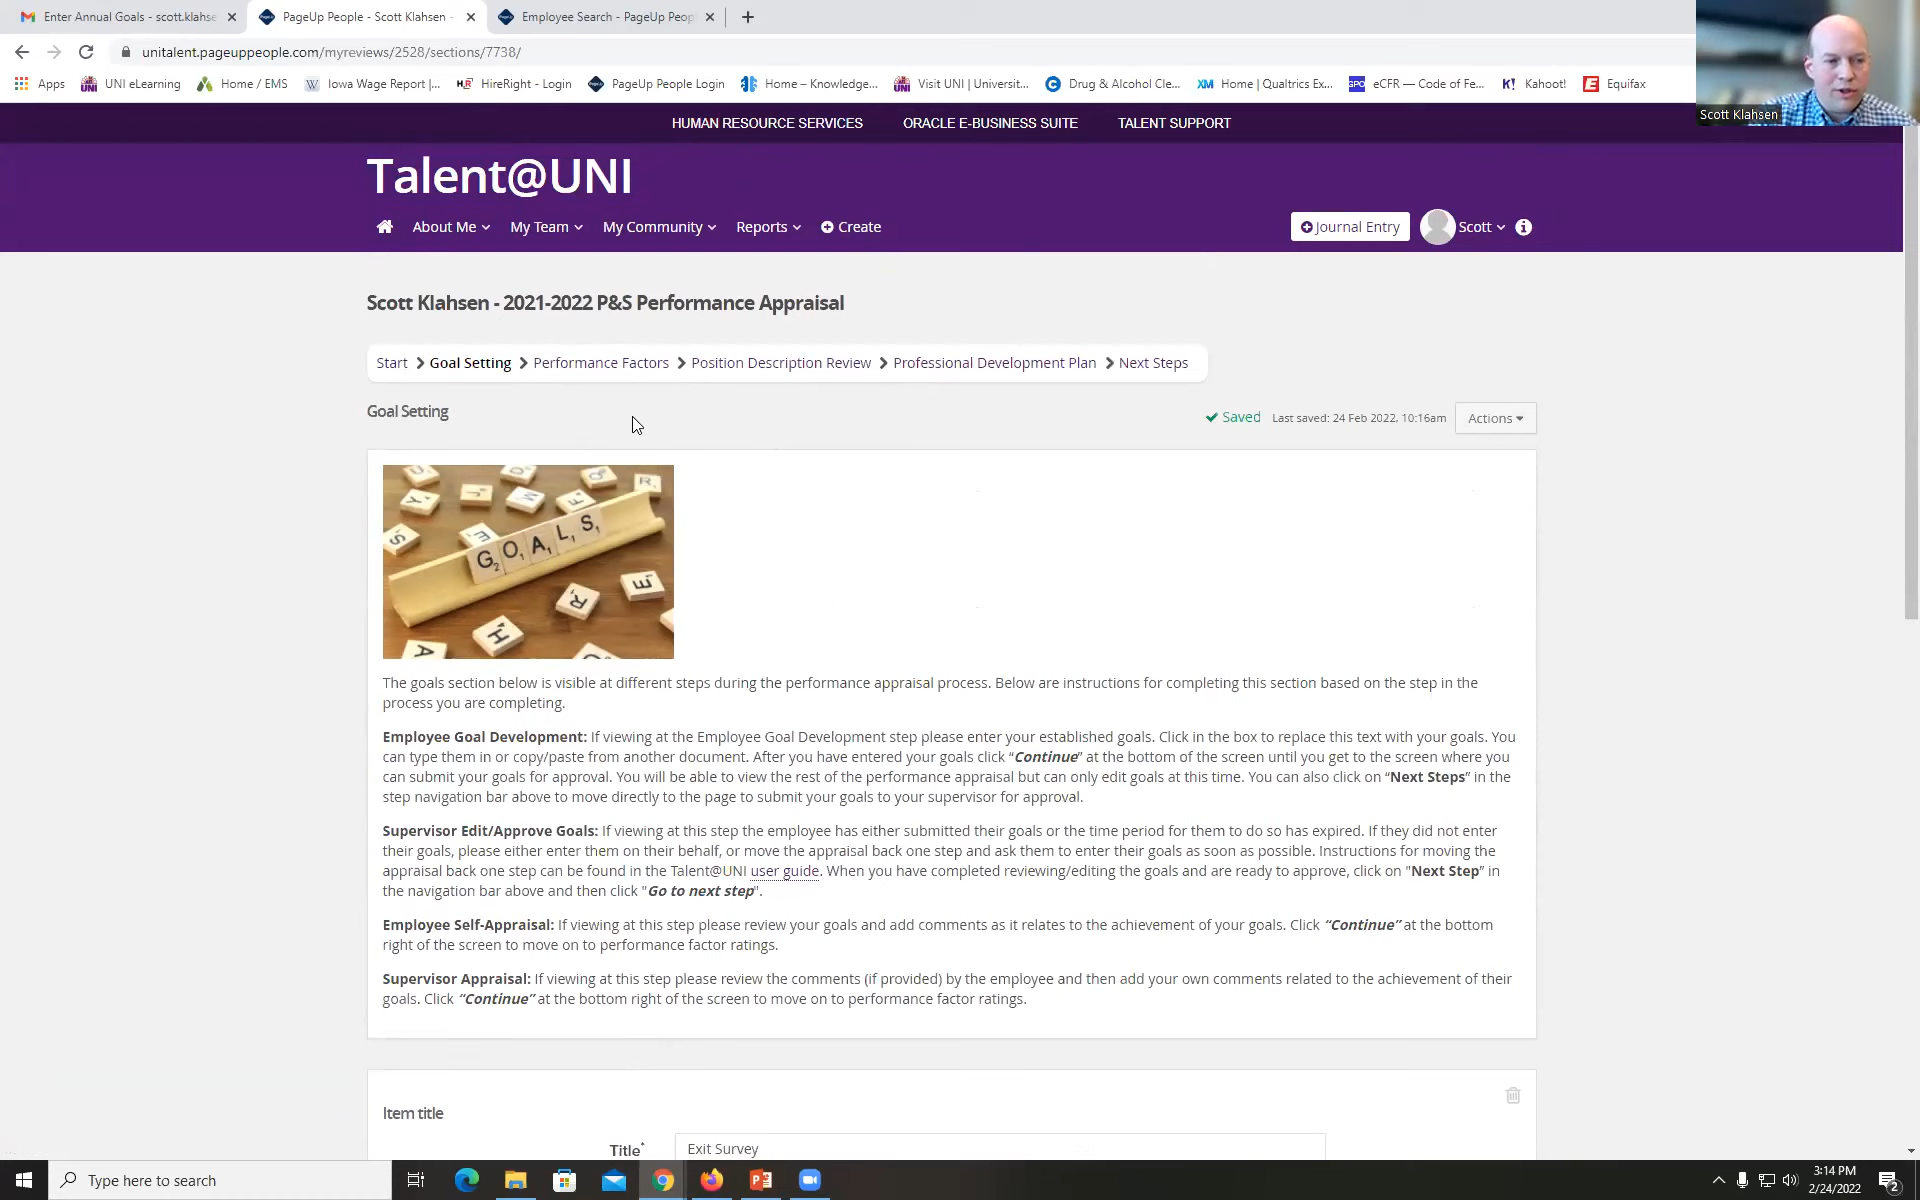 Enter Annual Goals - scott.klahse
PageUp People - Scott Klahsen -
Employee Search - PageUp Peop
unitalent.pageuppeople.com/myreviews/2528/sections/7738/
Apps
UNI eLearning
Home / EMS
Iowa Wage Report |...
HireRight - Login
PageUp People Login
Home – Knowledge...
Visit UNI | Universit...
Drug & Alcohol Cle...
Home | Qualtrics Ex...
eCFR — Code of Fe...
Kahoot!
Equifax
Scott Klahsen
HUMAN RESOURCE SERVICES
ORACLE E-BUSINESS SUITE
TALENT SUPPORT
Talent@UNI
About Me
My Team
My Community
Reports
Create
Journal Entry
Scott
Scott Klahsen - 2021-2022 P&S Performance Appraisal
Start
Goal Setting
Performance Factors
Position Description Review
Professional Development Plan
Next Steps
Goal Setting
Saved
Last saved: 24 Feb 2022, 10:16am
Actions
GOALS
The goals section below is visible at different steps during the performance appraisal process. Below are instructions for completing this section based on the step in the
process you are completing.
Employee Goal Development: If viewing at the Employee Goal Development step please enter your established goals. Click in the box to replace this text with your goals. You
can type them in or copy/paste from another document. After you have entered your goals click “Continue” at the bottom of the screen until you get to the screen where you
can submit your goals for approval. You will be able to view the rest of the performance appraisal but can only edit goals at this time. You can also click on “Next Steps” in the
step navigation bar above to move directly to the page to submit your goals to your supervisor for approval.
Supervisor Edit/Approve Goals: If viewing at this step the employee has either submitted their goals or the time period for them to do so has expired. If they did not enter
their goals, please either enter them on their behalf, or move the appraisal back one step and ask them to enter their goals as soon as possible. Instructions for moving the
appraisal back one step can be found in the Talent@UNI user guide. When you have completed reviewing/editing the goals and are ready to approve, click on "Next Step" in
the navigation bar above and then click "Go to next step".
Employee Self-Appraisal: If viewing at this step please review your goals and add comments as it relates to the achievement of your goals. Click “Continue” at the bottom
right of the screen to move on to performance factor ratings.
Supervisor Appraisal: If viewing at this step please review the comments (if provided) by the employee and then add your own comments related to the achievement of their
goals. Click “Continue” at the bottom right of the screen to move on to performance factor ratings.
Item title
Title*
Exit Survey
Type here to search
3:14 PM
2/24/2022
2